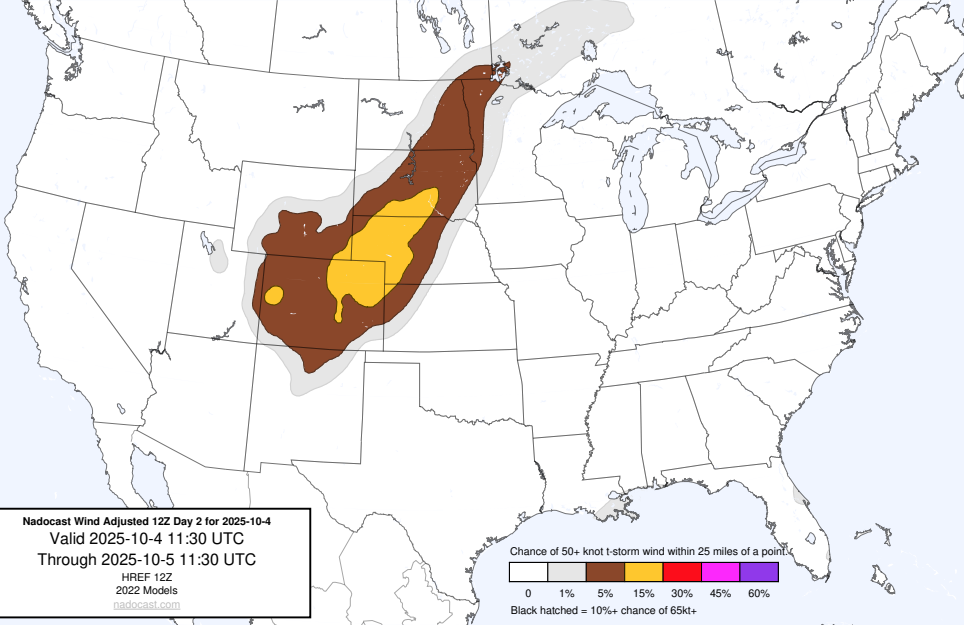 Nadocast Wind Adjusted 12Z Day 2 for 2025-10-4
Valid 2025-10-4 11:30 UTC
Through 2025-10-5 11:30 UTC
HREF 12Z
2022 Models
nadocast.com
Chance of 50+ knot t-storm wind within 25 miles of a point.
0 1% 5% 15% 30% 45% 60%
Black hatched = 10%+ chance of 65kt+